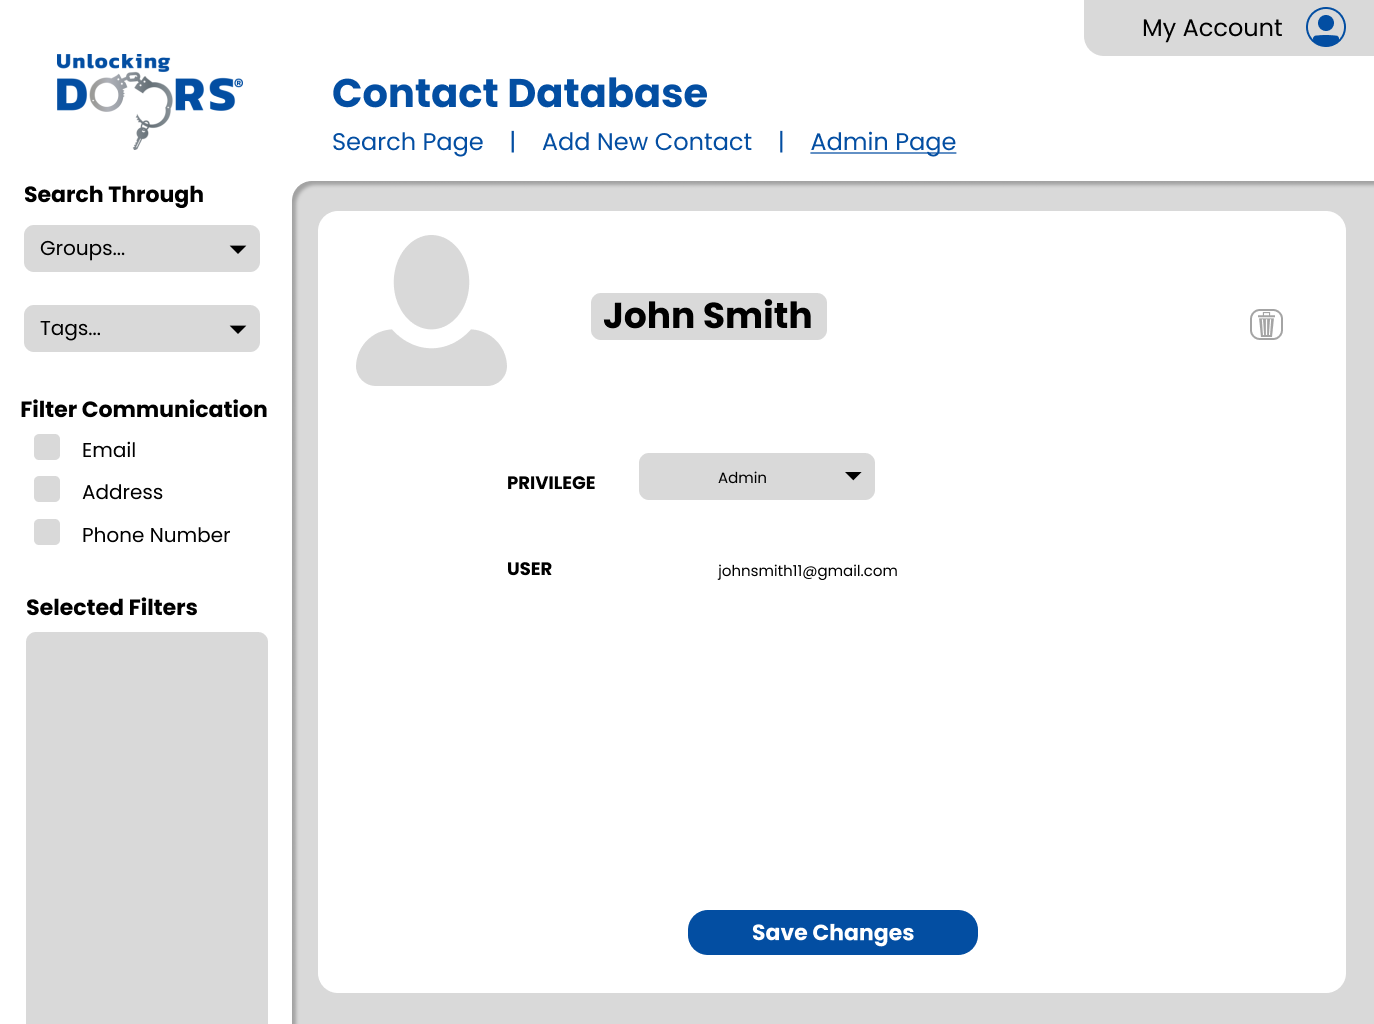 My Account
Unlocking
DOORS®
Contact Database
Search Page | Add New Contact | Admin Page
Search Through
Groups...
Tags...
Filter Communication
Email
Address
Phone Number
Selected Filters
John Smith
PRIVILEGE Admin
USER johnsmith11@gmail.com
Save Changes